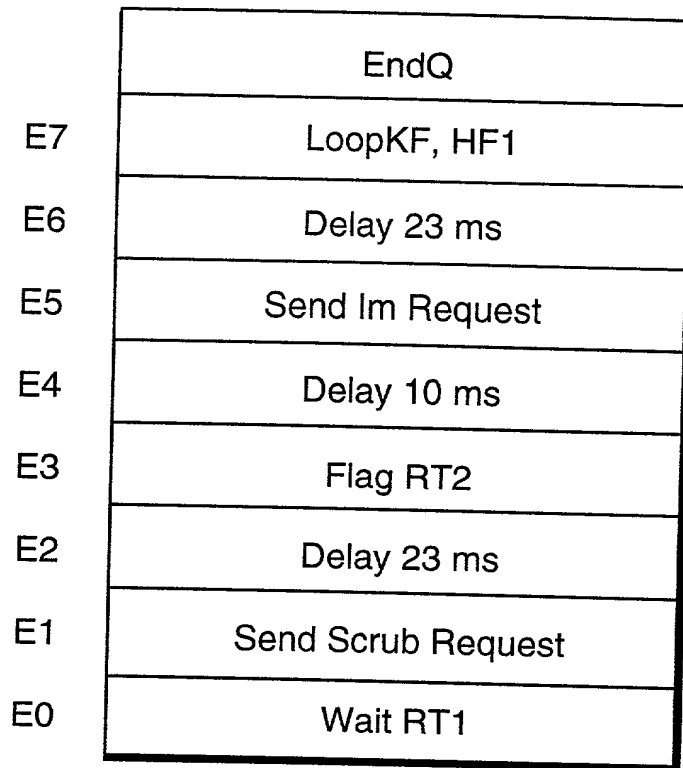 EndQ
E7 LoopKF, HF1
E6 Delay 23 ms
E5 Send Im Request
E4 Delay 10 ms
E3 Flag RT2
E2 Delay 23 ms
E1 Send Scrub Request
E0 Wait RT1